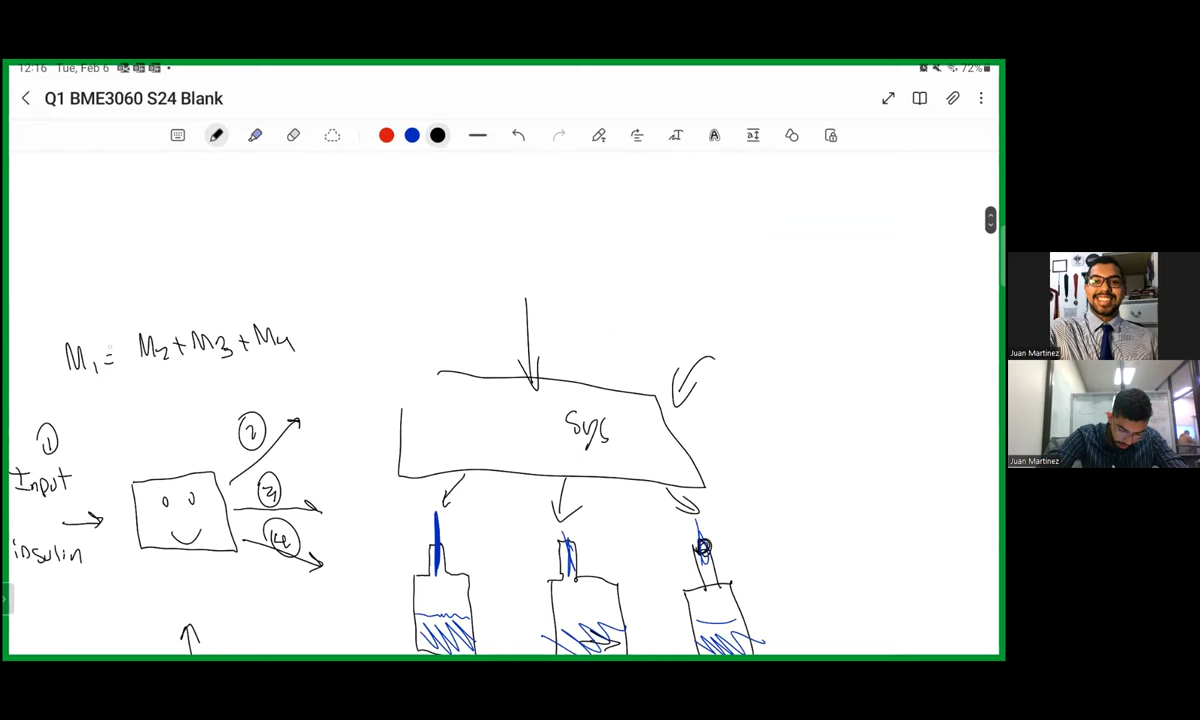 12:16 Tue, Feb 6
72%
Q1 BME3060 S24 Blank
M1 = M2 + M3 + M4
Sys
1
2
Input
3
4
insulin
Juan Martinez
Juan Martinez